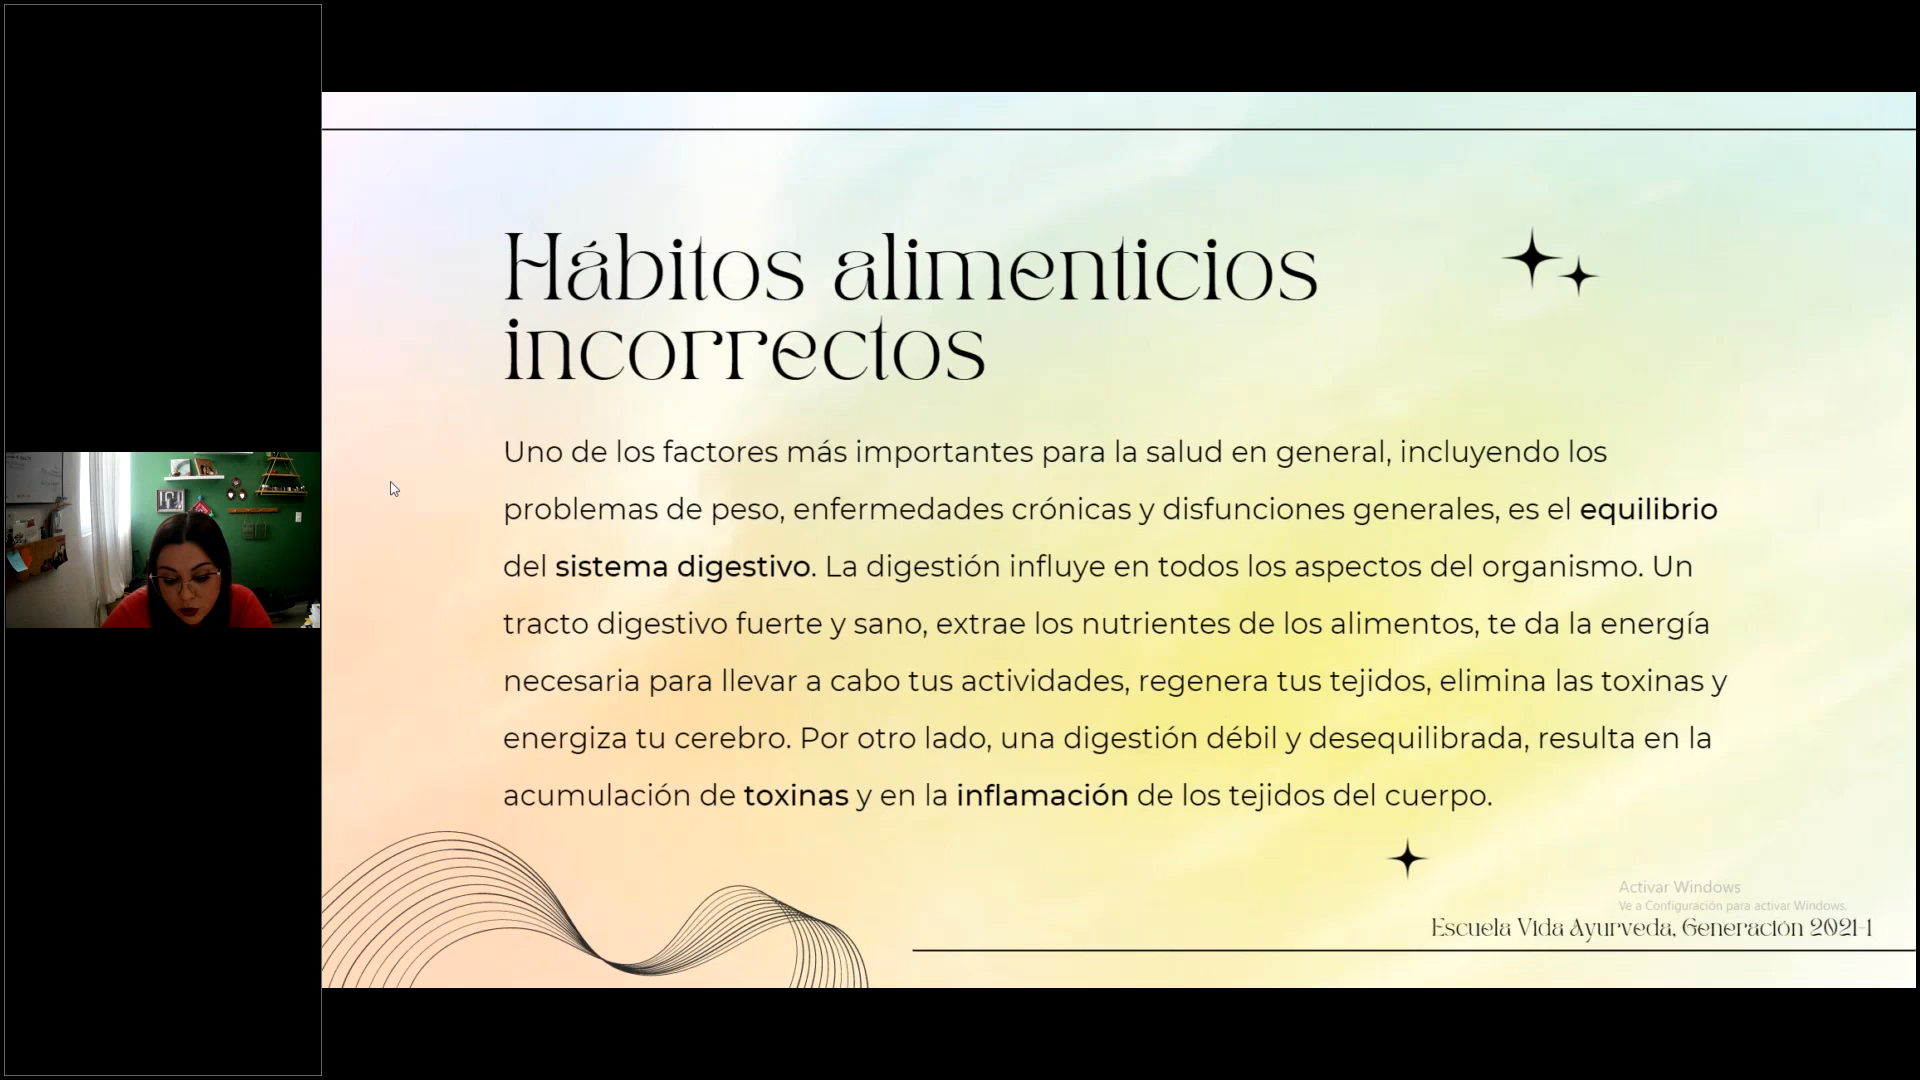 Hábitos alimenticios
incorrectos
Uno de los factores más importantes para la salud en general, incluyendo los
problemas de peso, enfermedades crónicas y disfunciones generales, es el equilibrio
del sistema digestivo. La digestión influye en todos los aspectos del organismo. Un
tracto digestivo fuerte y sano, extrae los nutrientes de los alimentos, te da la energía
necesaria para llevar a cabo tus actividades, regenera tus tejidos, elimina las toxinas y
energiza tu cerebro. Por otro lado, una digestión débil y desequilibrada, resulta en la
acumulación de toxinas y en la inflamación de los tejidos del cuerpo.
Activar Windows
Ve a Configuración para activar Windows.
Escuela Vida Ayurveda, Generación 2021-1